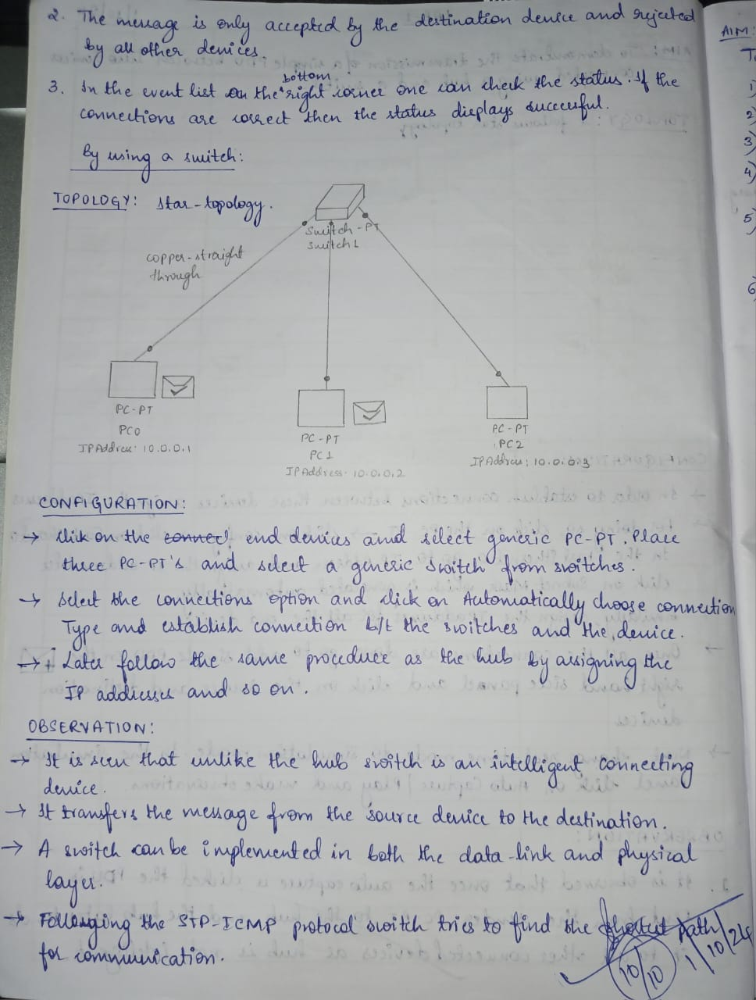 2. The message is only accepted by the destination device and rejected
by all other devices.
bottom
3. In the event list on the right corner one can check the status. If the
connections are correct then the status displays successful.
By using a switch:
TOPOLOGY: Star-topology.
Switch-PT
Switch1
copper-straight
through
PC-PT
PC0
IP Address: 10.0.0.1
PC-PT
PC1
IP Address: 10.0.0.2
PC-PT
PC2
IP Address: 10.0.0.3
CONFIGURATION:
→ Click on the connec end devices and select generic PC-PT. Place
three PC-PT's and select a generic switch from switches.
→ Select the connections option and click on Automatically choose connection
Type and establish connection b/t the switches and the device.
→ Later follow the same procedure as the hub by assigning the
IP addresses and so on.
OBSERVATION:
→ It is seen that unlike the hub switch is an intelligent connecting
device.
→ It transfers the message from the source device to the destination.
→ A switch can be implemented in both the data-link and physical
layer.
→ the STP-ICMP protocol switch tries to find the shortest path
for communication.
10/10
1/10/24
AIM:
1)
2)
3)
4)
5)
6